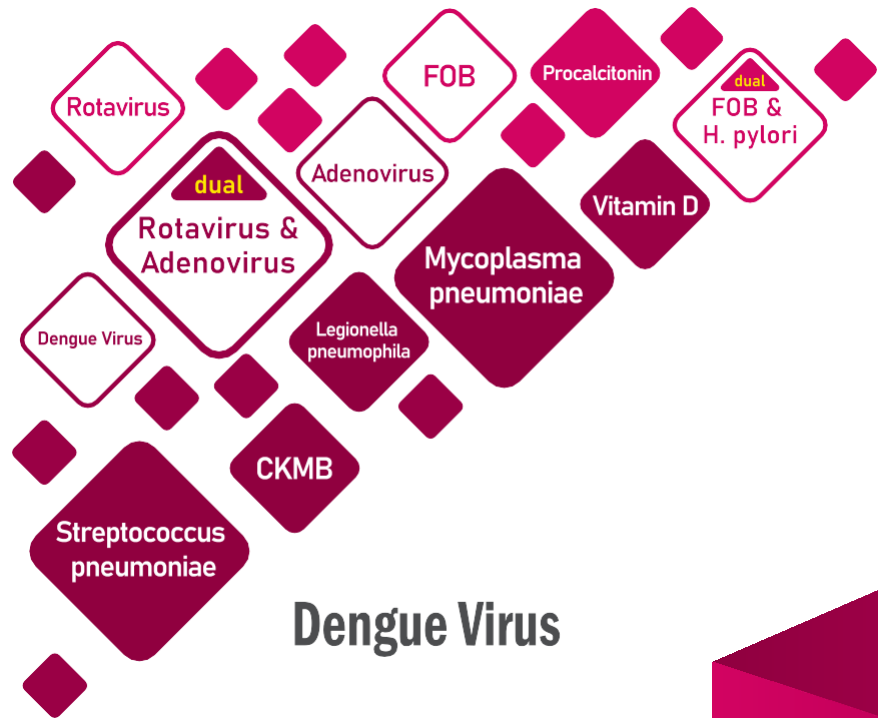 Rotavirus
FOB
Procalcitonin
dual
FOB &
H. pylori
dual
Rotavirus &
Adenovirus
Adenovirus
Vitamin D
Mycoplasma
pneumoniae
Dengue Virus
Legionella
pneumophila
CKMB
Streptococcus
pneumoniae
Dengue Virus